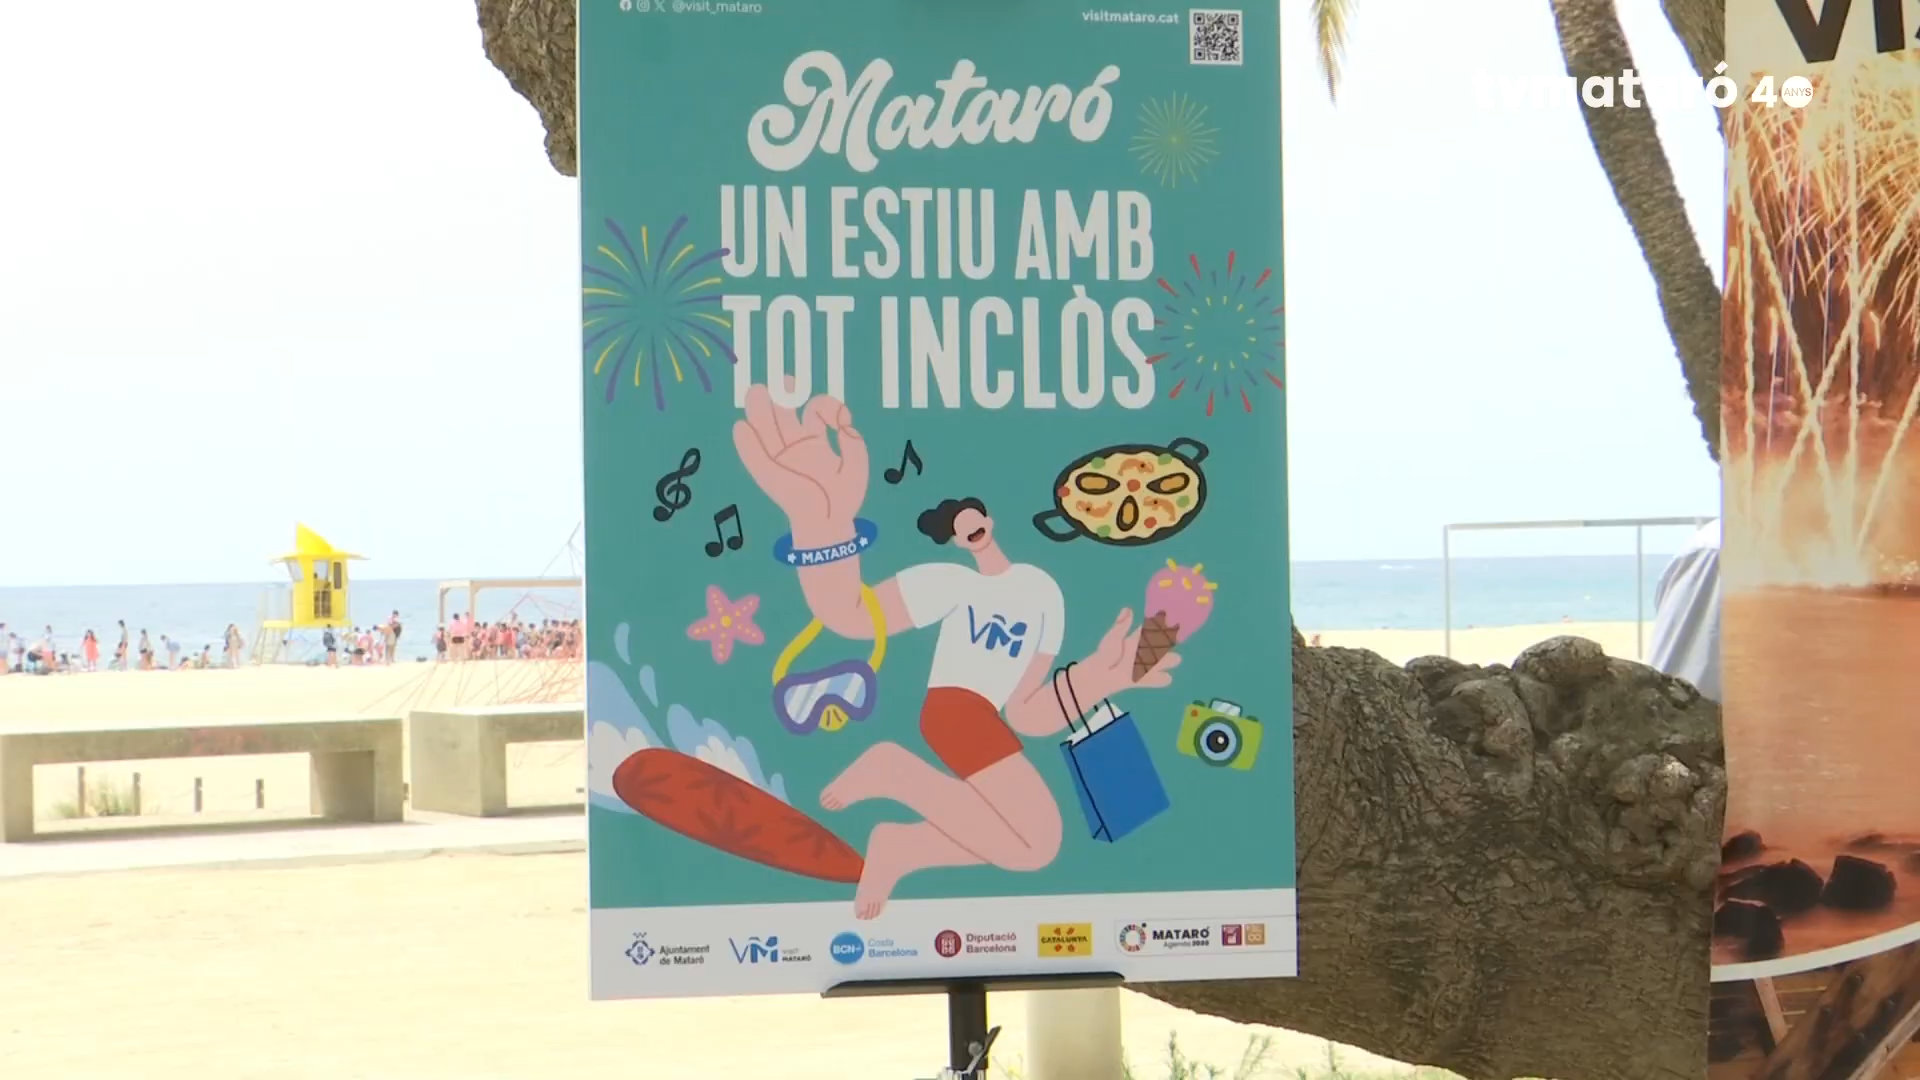 @visit_mataro
visitmataro.cat
tvmataró 40 ANYS
VI
Mataró
UN ESTIU AMB
TOT INCLÒS
MATARÓ
VM
Ajuntament
de Mataró
VM VISIT
MATARÓ
BCN
Costa
Barcelona
Diputació
Barcelona
CATALUNYA
MATARÓ
Agenda 2030